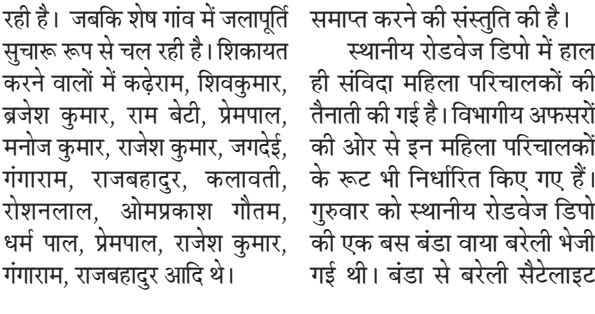 रही है। जबकि शेष गांव में जलापूर्ति
सुचारू रूप से चल रही है। शिकायत
करने वालों में कढ़ेराम, शिवकुमार,
ब्रजेश कुमार, राम बेटी, प्रेमपाल,
मनोज कुमार, राजेश कुमार, जगदेई,
गंगाराम, राजबहादुर, कलावती,
रोशनलाल, ओमप्रकाश गौतम,
धर्म पाल, प्रेमपाल, राजेश कुमार,
गंगाराम, राजबहादुर आदि थे।
समाप्त करने की संस्तुति की है।
स्थानीय रोडवेज डिपो में हाल
ही संविदा महिला परिचालकों की
तैनाती की गई है। विभागीय अफसरों
की ओर से इन महिला परिचालकों
के रूट भी निर्धारित किए गए हैं।
गुरुवार को स्थानीय रोडवेज डिपो
की एक बस बंडा वाया बरेली भेजी
गई थी। बंडा से बरेली सैटेलाइट